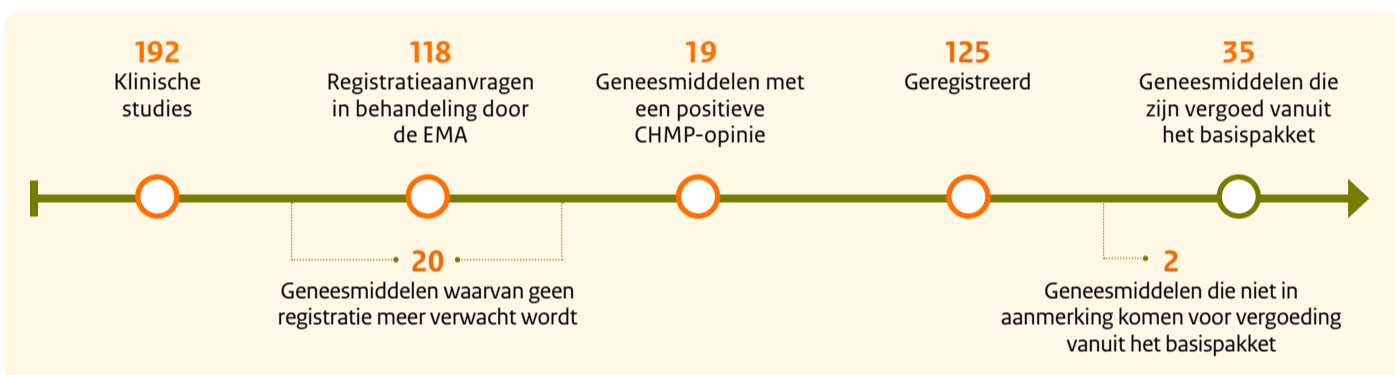 192
Klinische
studies
118
Registratieaanvragen
in behandeling door
de EMA
19
Geneesmiddelen met
een positieve
CHMP-opinie
125
Geregistreerd
35
Geneesmiddelen die
zijn vergoed vanuit
het basispakket
20
Geneesmiddelen waarvan geen
registratie meer verwacht wordt
2
Geneesmiddelen die niet in
aanmerking komen voor vergoeding
vanuit het basispakket